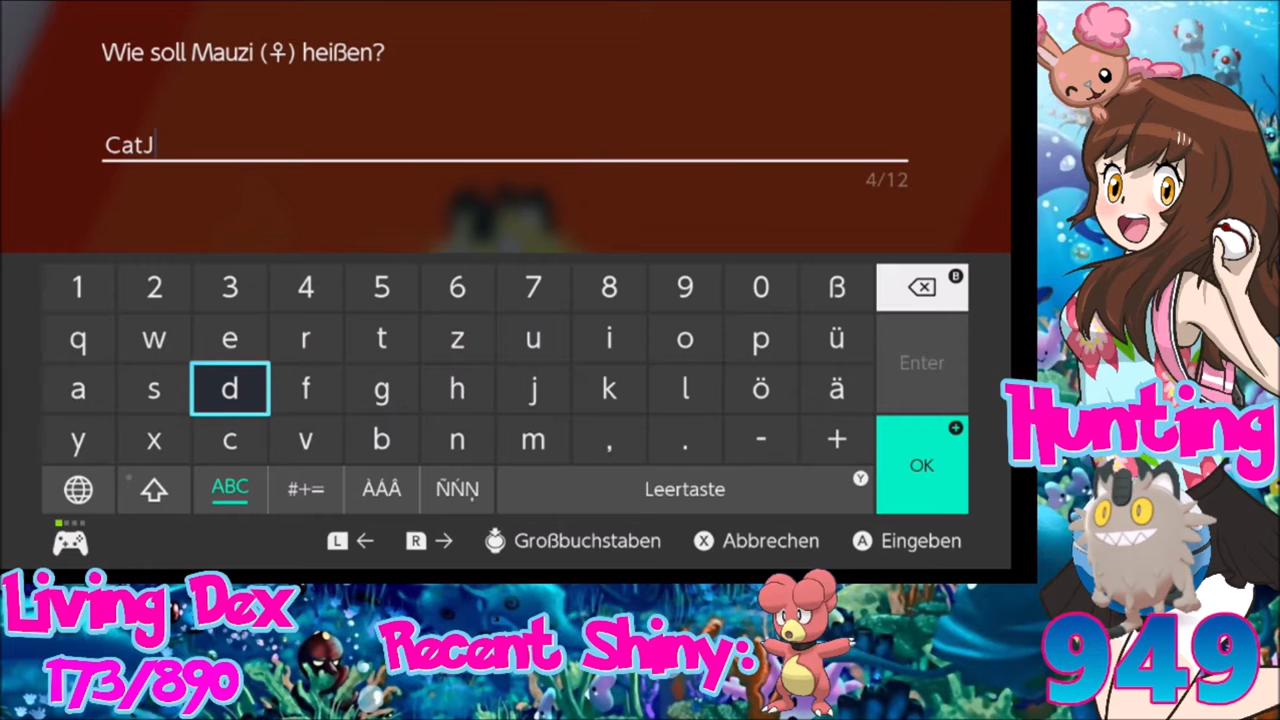 Wie soll Mauzi (♀) heißen?
CatJ
4/12
1 2 3 4 5 6 7 8 9 0 ß B
q w e r t z u i o p ü Enter
a s d f g h j k l ö ä
y x c v b n m , . - + OK
ABC #+= ÀÁÂ ÑŃŅ Leertaste Y
L ← R → Großbuchstaben X Abbrechen A Eingeben
Hunting
949
Living Dex
173/890
Recent Shiny: